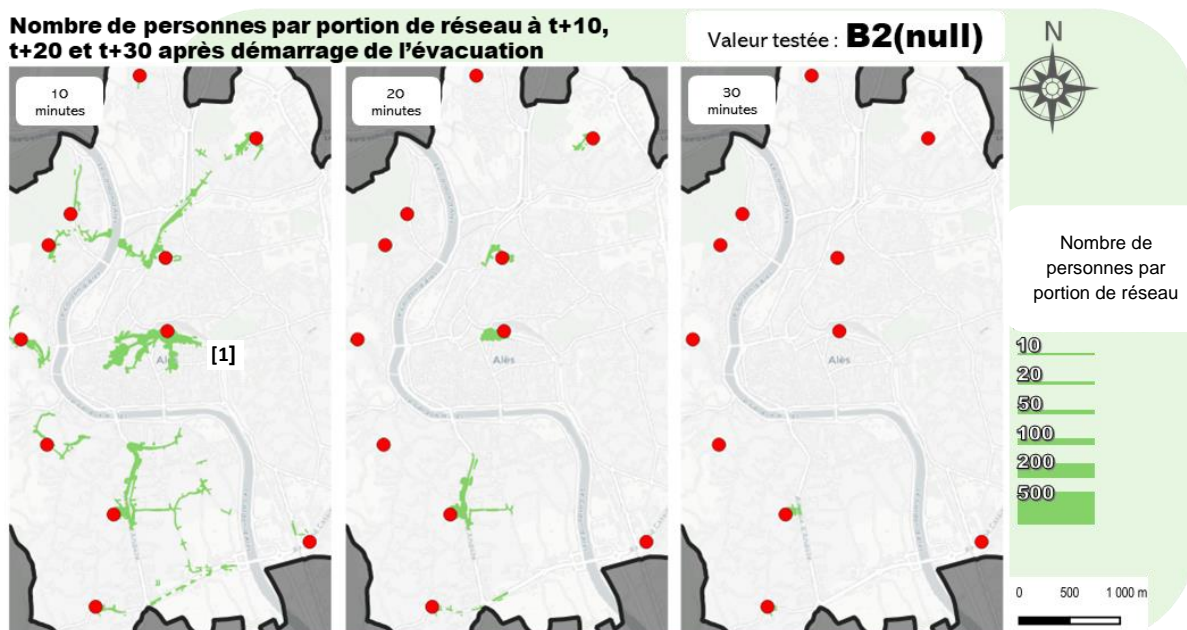 Nombre de personnes par portion de réseau à t+10,
t+20 et t+30 après démarrage de l'évacuation
Valeur testée : B2(null)
N
10
minutes
20
minutes
30
minutes
[1]
Alès
Alès
Alès
Nombre de
personnes par
portion de réseau
10
20
50
100
200
500
0 500 1 000 m